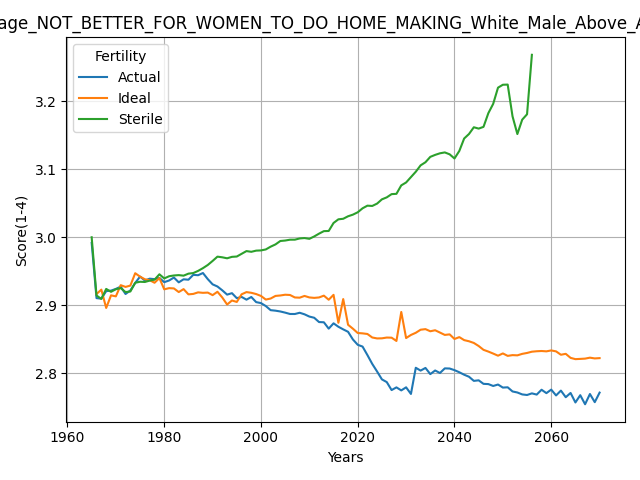 age_NOT_BETTER_FOR_WOMEN_TO_DO_HOME_MAKING_White_Male_Above_A
Fertility
Actual
Ideal
Sterile
Score(1-4)
3.2
3.1
3.0
2.9
2.8
1960 1980 2000 2020 2040 2060
Years